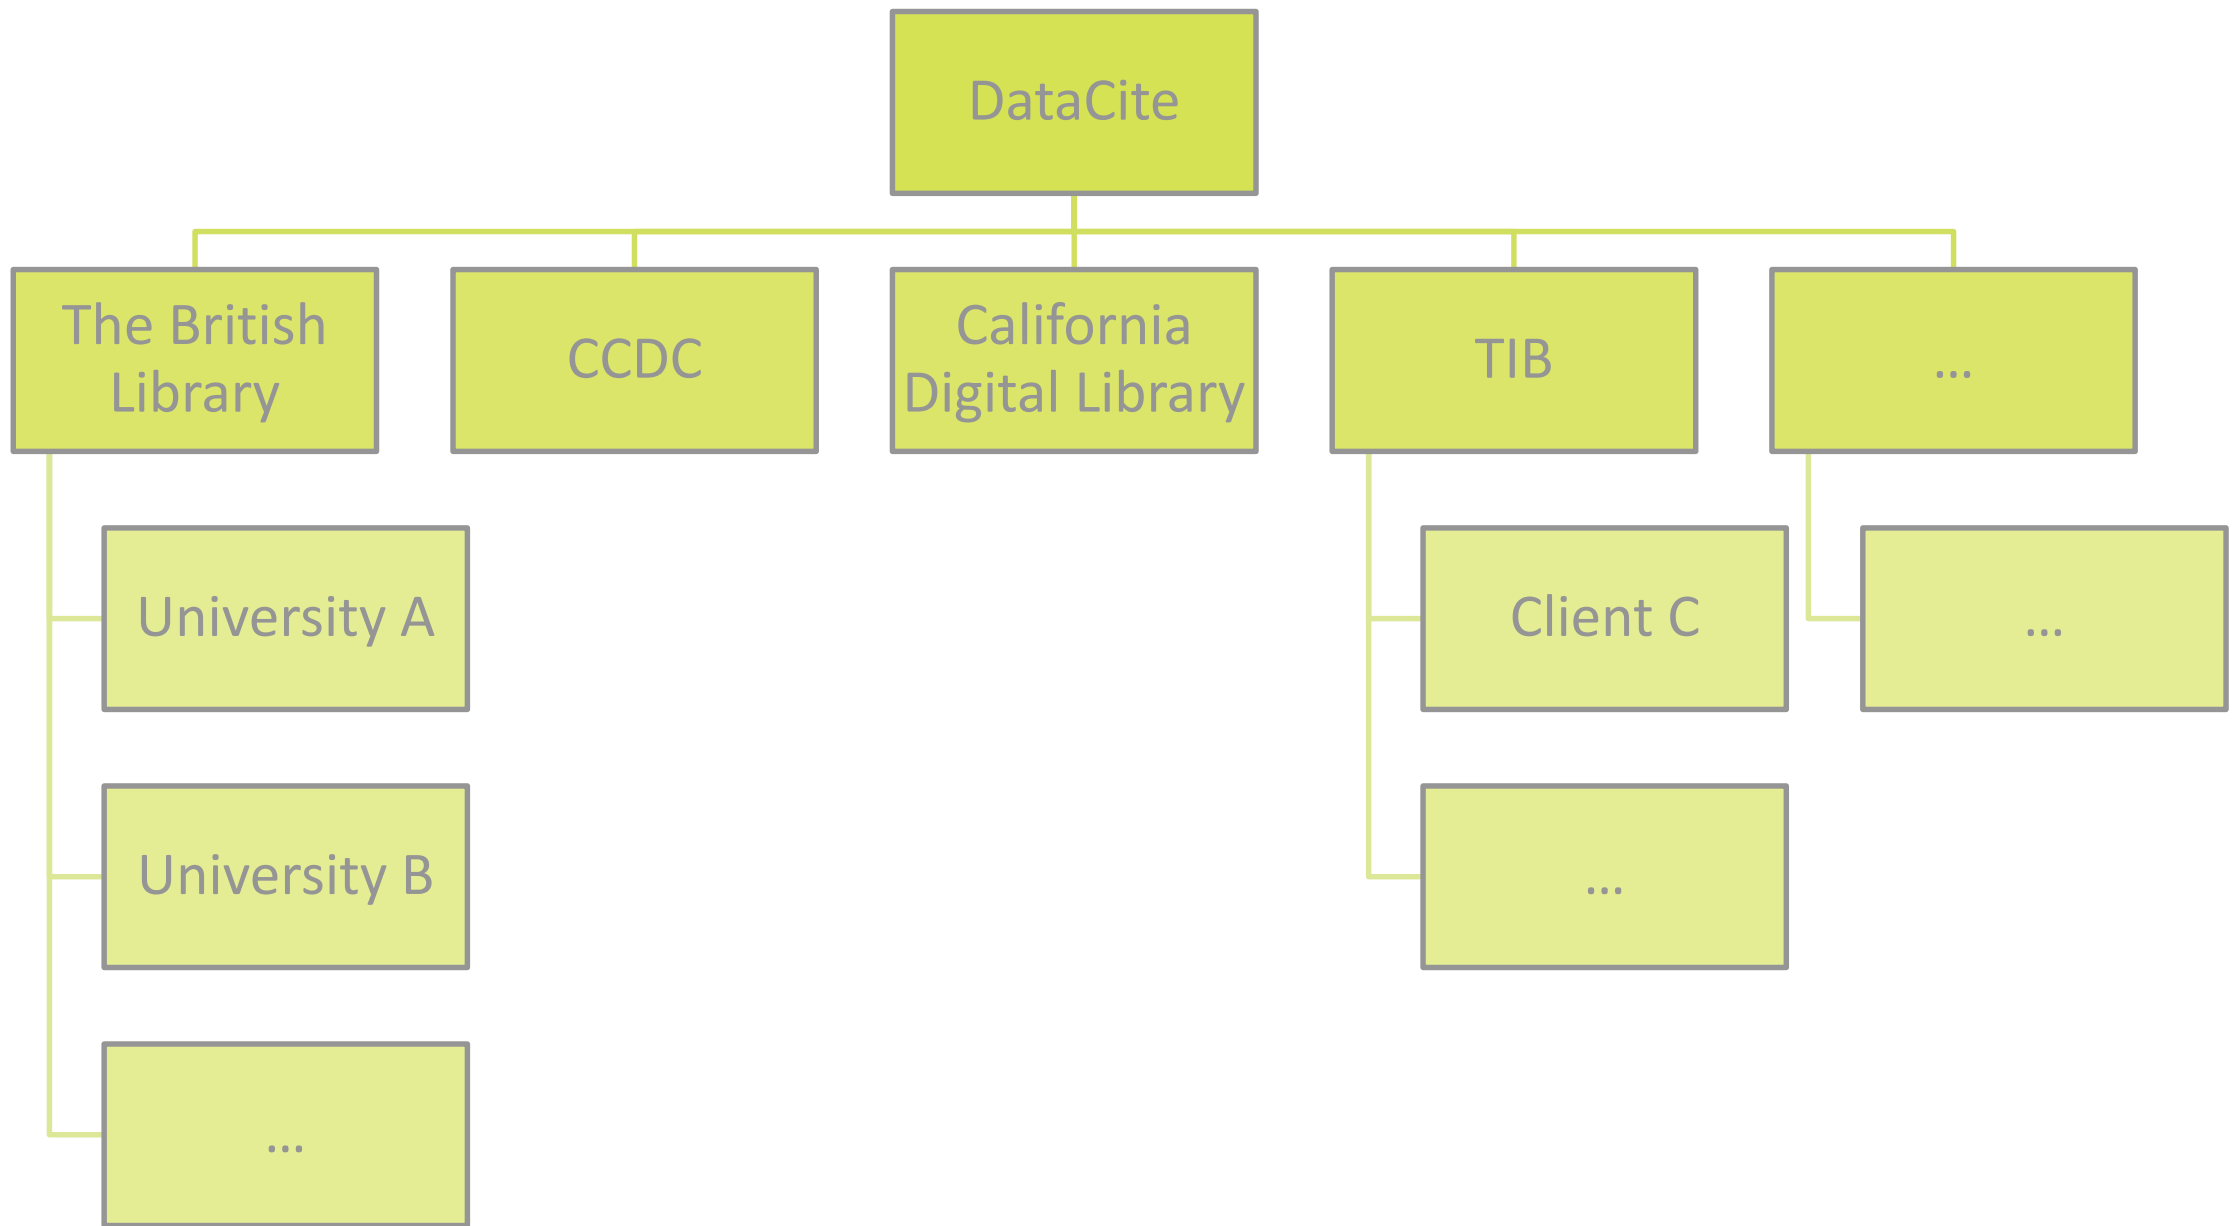 DataCite
The British
Library
CCDC
California
Digital Library
TIB
...
University A
Client C
...
University B
...
...